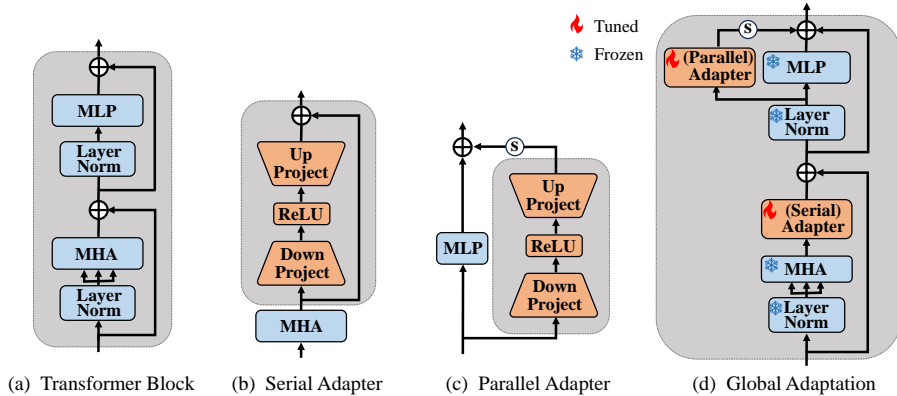 MLP
Layer
Norm
MHA
Layer
Norm
(a) Transformer Block
Up
Project
ReLU
Down
Project
MHA
(b) Serial Adapter
S
MLP
Up
Project
ReLU
Down
Project
(c) Parallel Adapter
Tuned
Frozen
S
(Parallel)
Adapter
MLP
Layer
Norm
(Serial)
Adapter
MHA
Layer
Norm
(d) Global Adaptation